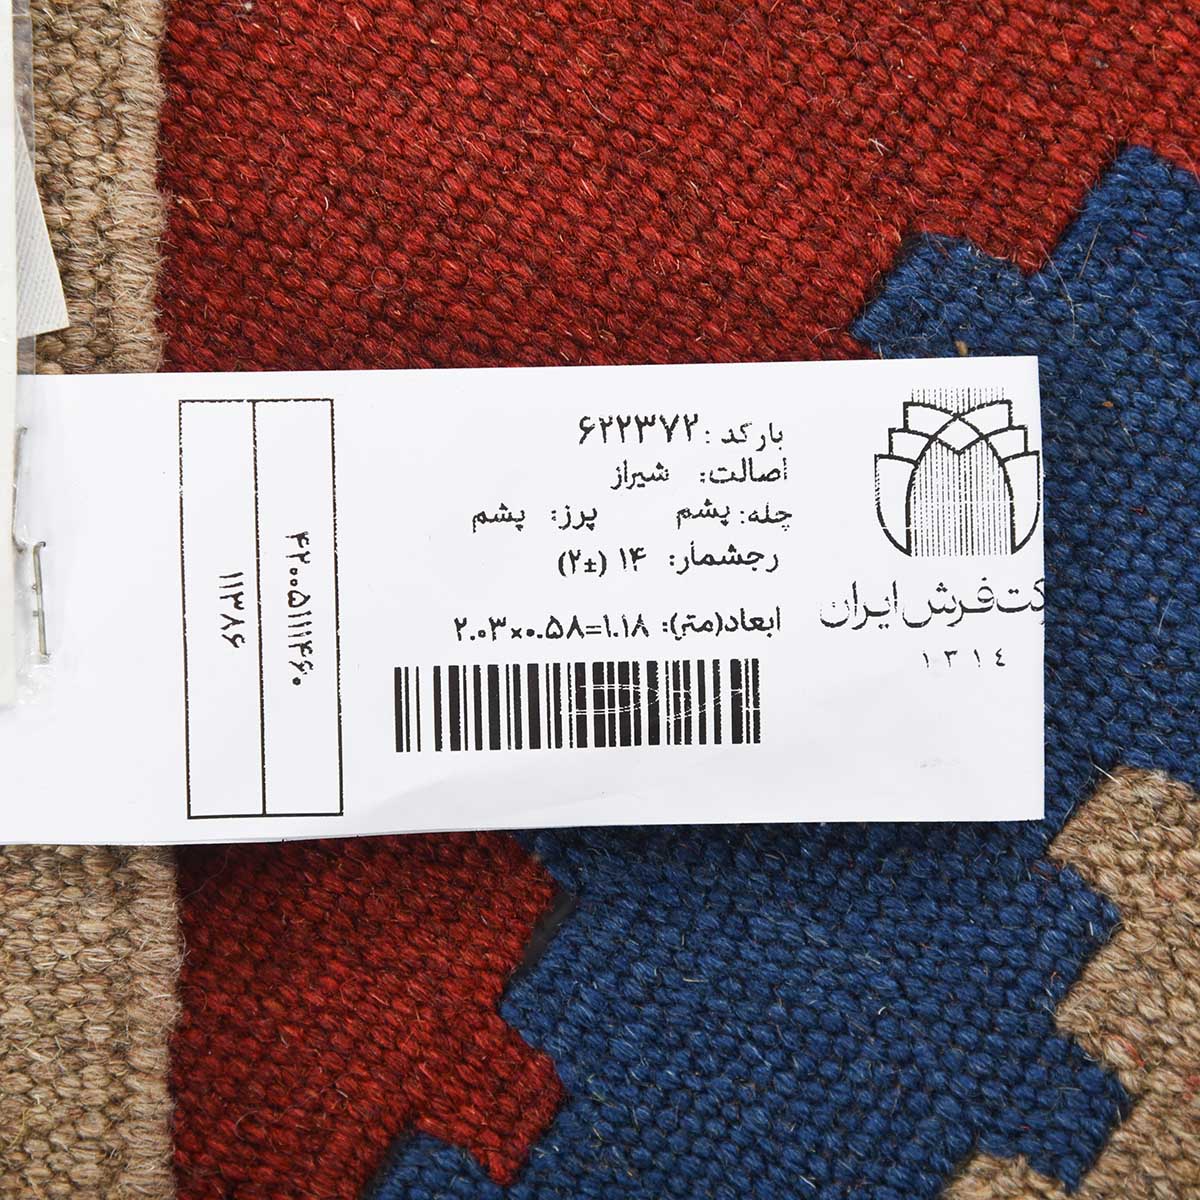 بارکد: ۶۲۲۳۷۲
اصالت: شیراز
چله: پشم پرز: پشم
رجشمار: ۱۴ (±۲)
ابعاد(متر): ۲.۰۳×۰.۵۸=۱.۱۸
کت فرش ایران
۱۳۱٤
۴۲۰۰۵۱۱۱۴۶۰
۱۱۳۸۶